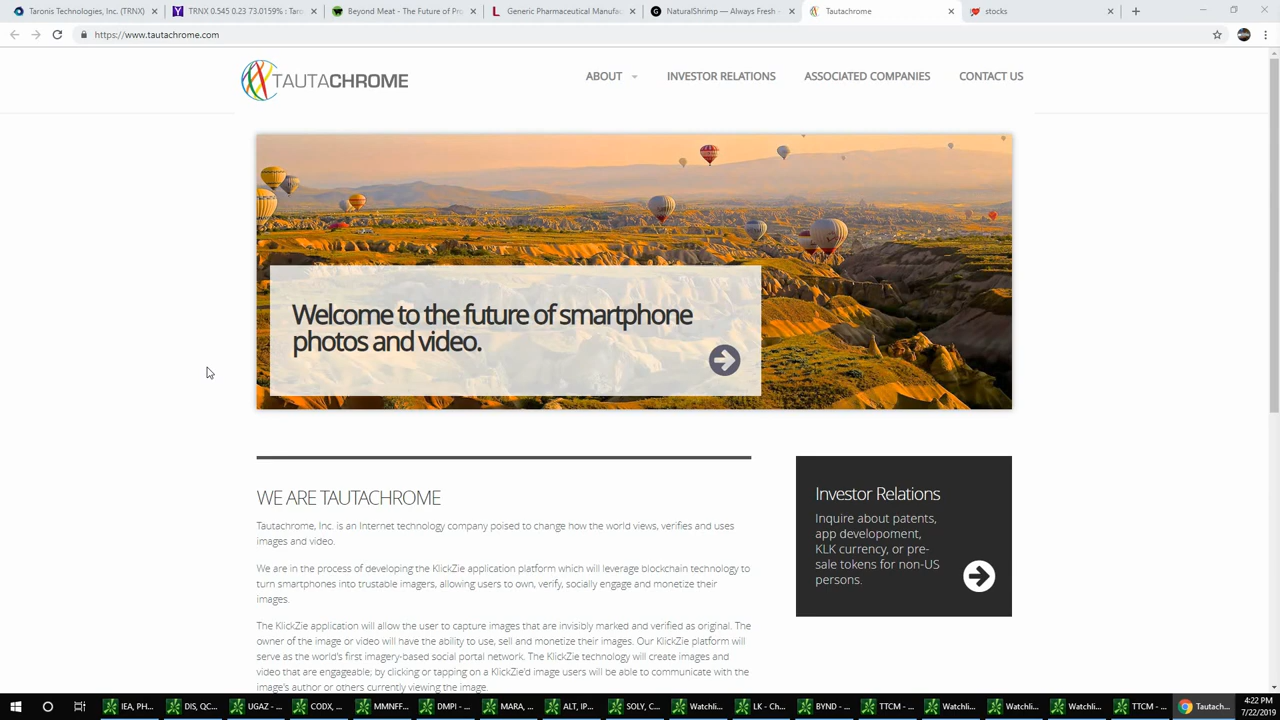 Taronis Technologies, Inc. (TRNX)
TRNX 0.545 0.23 73.0159% : Taro
Beyond Meat - The Future of Pro
Generic Pharmaceutical Manufac
NaturalShrimp — Always Fresh -
Tautachrome
stocks
https://www.tautachrome.com
TAUTACHROME
ABOUT
INVESTOR RELATIONS
ASSOCIATED COMPANIES
CONTACT US
Welcome to the future of smartphone
photos and video.
WE ARE TAUTACHROME
Tautachrome, Inc. is an Internet technology company poised to change how the world views, verifies and uses
images and video.
We are in the process of developing the KlickZie application platform which will leverage blockchain technology to
turn smartphones into trustable imagers, allowing users to own, verify, socially engage and monetize their
images.
The KlickZie application will allow the user to capture images that are invisibly marked and verified as original. The
owner of the image or video will have the ability to use, sell and monetize their images. Our KlickZie platform will
serve as the world's first imagery-based social portal network. The KlickZie technology will create images and
video that are engageable; by clicking or tapping on a KlickZie'd image users will be able to communicate with the
image's author or others currently viewing the image.
Investor Relations
Inquire about patents,
app developoment,
KLK currency, or pre-
sale tokens for non-US
persons.
IEA, PH...
DIS, QC...
UGAZ -...
CODX, ...
MMNFF...
DMPI -...
MARA, ...
ALT, IP...
SOLY, C...
Watchli...
LK - Ch...
BYND -...
TTCM -...
Watchli...
Watchli...
Watchli...
TTCM -...
Tautach...
4:22 PM
7/22/2019